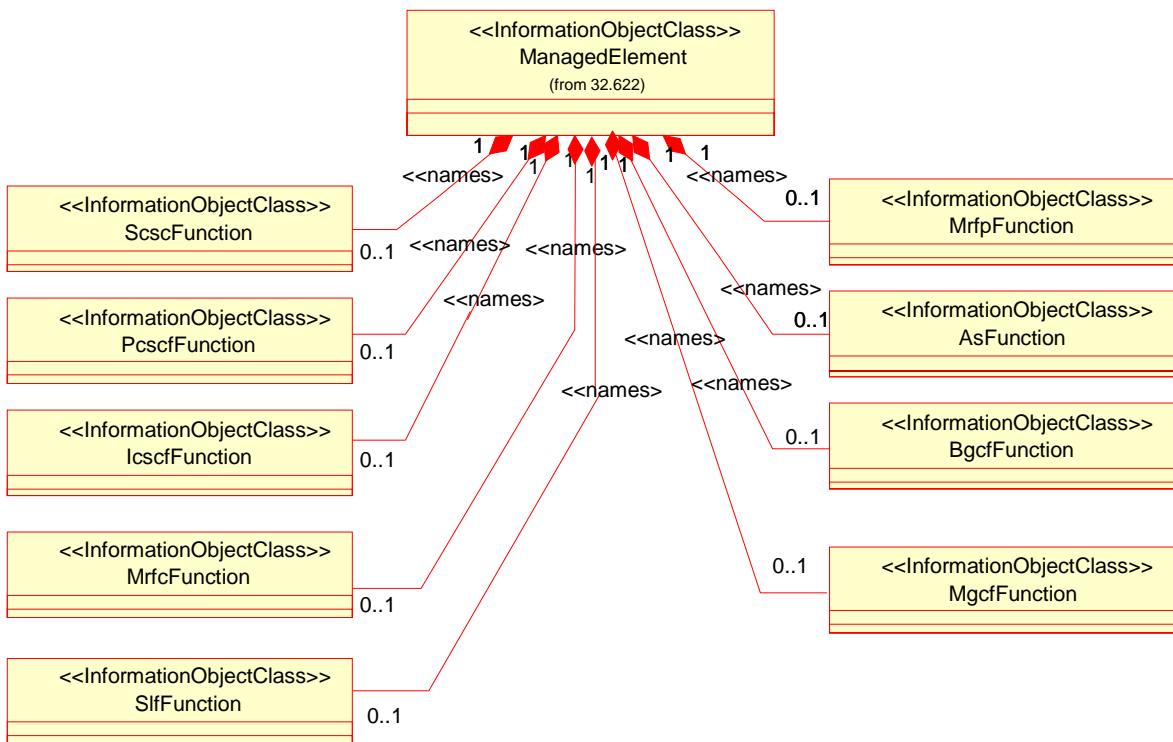 <<InformationObjectClass>>
ManagedElement
(from 32.622)
1
1
1
1
1
1
1
1
1
<<names>
<<names>
<<InformationObjectClass>>
ScscFunction
0..1
<<InformationObjectClass>>
MrfpFunction
0..1
<<names>
<<names>
<<names>
<<names>
<<InformationObjectClass>>
PcscfFunction
0..1
<<InformationObjectClass>>
AsFunction
0..1
<<names>
<<names>
<<names>
<<InformationObjectClass>>
IcscfFunction
0..1
<<InformationObjectClass>>
BgcfFunction
0..1
<<InformationObjectClass>>
MrfcFunction
0..1
<<InformationObjectClass>>
MgcfFunction
0..1
<<InformationObjectClass>>
SlfFunction
0..1